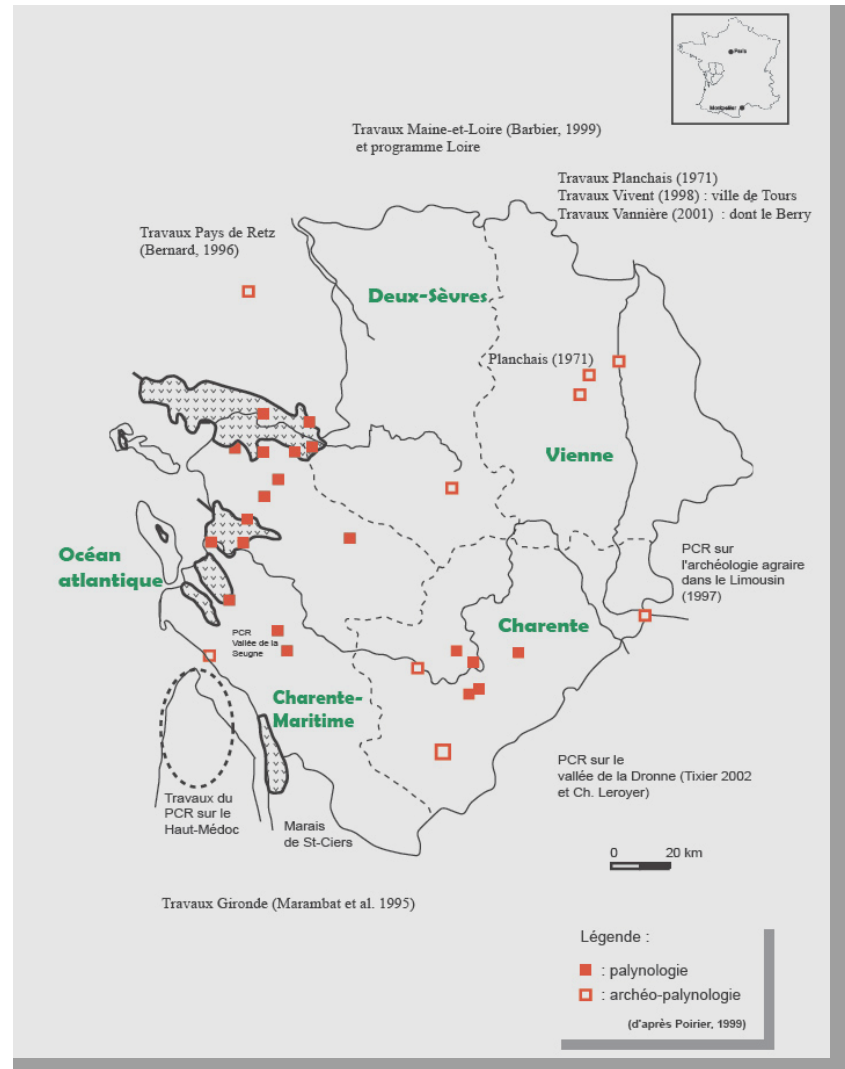 Paris
Montpellier
Travaux Maine-et-Loire (Barbier, 1999)
et programme Loire
Travaux Planchais (1971)
Travaux Vivent (1998) : ville de Tours
Travaux Vannière (2001) : dont le Berry
Travaux Pays de Retz
(Bernard, 1996)
Deux-Sèvres
Planchais (1971)
Vienne
Océan
atlantique
PCR sur
l'archéologie agraire
dans le Limousin
(1997)
Charente
PCR
Vallée de la
Seugne
Charente-
Maritime
PCR sur le
vallée de la Dronne (Tixier 2002
et Ch. Leroyer)
Travaux du
PCR sur le
Haut-Médoc
Marais
de St-Ciers
0 20 km
Travaux Gironde (Marambat et al. 1995)
Légende :
: palynologie
: archéo-palynologie
(d'après Poirier, 1999)